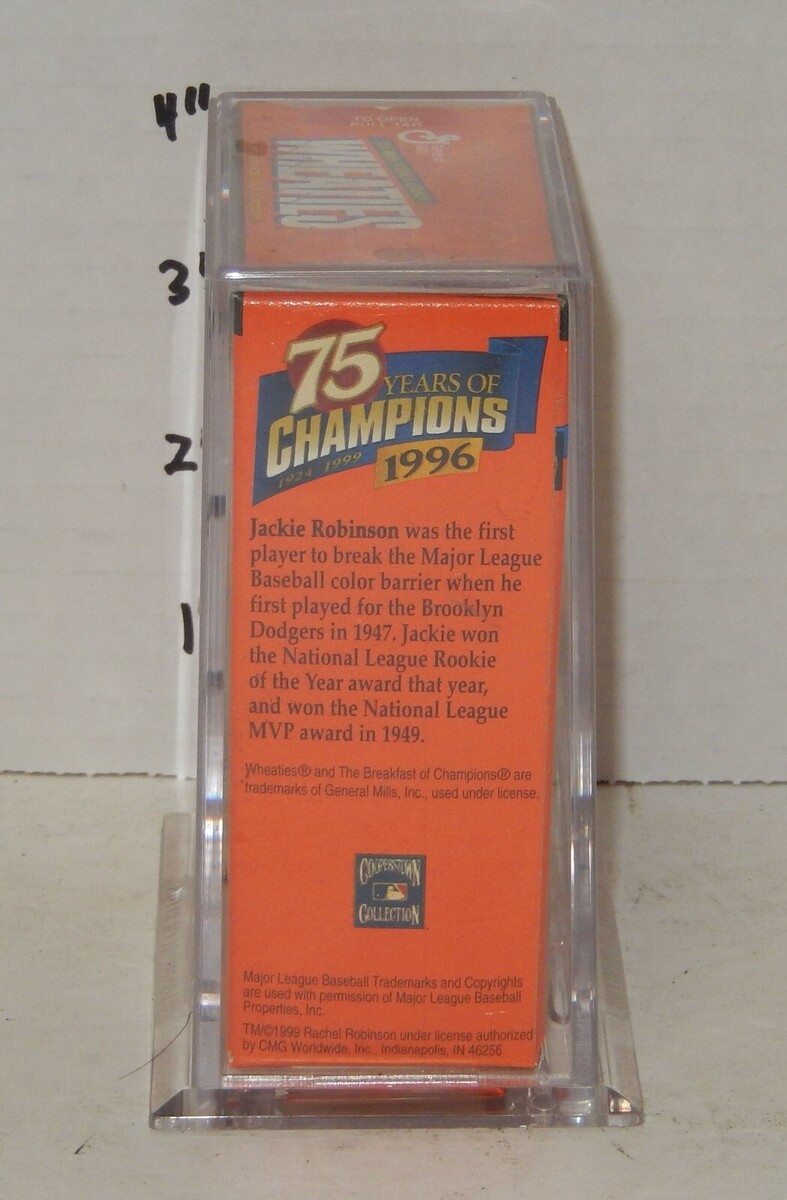 4"
3"
2"
1
TO OPEN
PULL TAB
WHEATIES
75
YEARS OF
CHAMPIONS
1924 1999
1996
Jackie Robinson was the first
player to break the Major League
Baseball color barrier when he
first played for the Brooklyn
Dodgers in 1947. Jackie won
the National League Rookie
of the Year award that year,
and won the National League
MVP award in 1949.
Wheaties® and The Breakfast of Champions® are
trademarks of General Mills, Inc., used under license.
COOPERSTOWN
COLLECTION
Major League Baseball Trademarks and Copyrights
are used with permission of Major League Baseball
Properties, Inc.
TM/©1999 Rachel Robinson under license authorized
by CMG Worldwide, Inc., Indianapolis, IN 46256